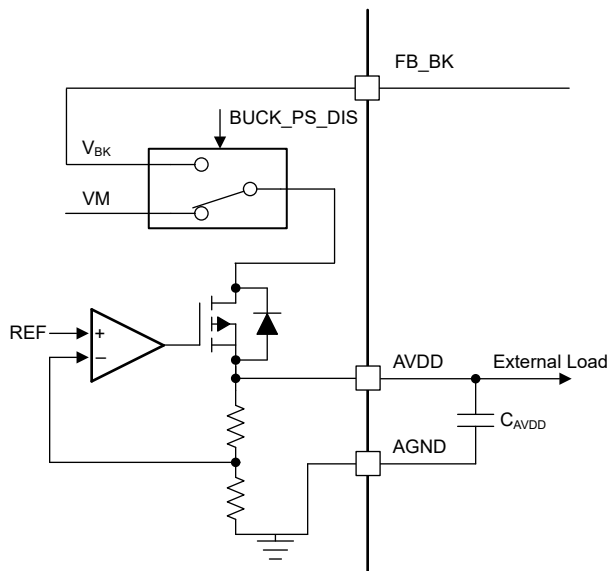 FB_BK
BUCK_PS_DIS
V_BK
VM
REF
+
−
AVDD
External Load
C_AVDD
AGND